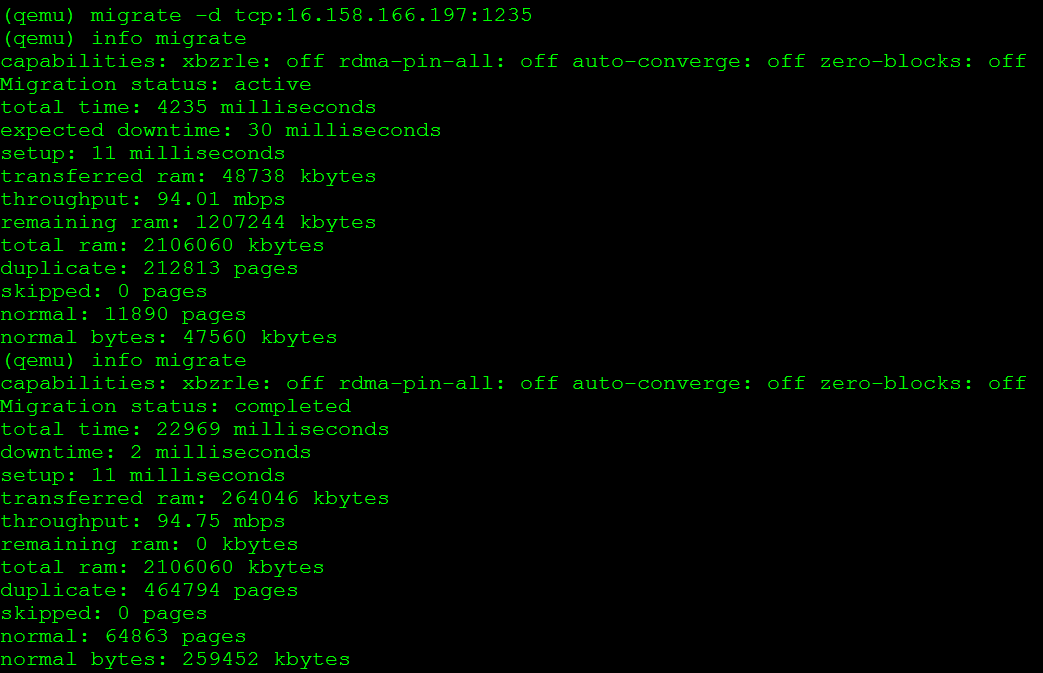 (qemu) migrate -d tcp:16.158.166.197:1235
(qemu) info migrate
capabilities: xbzrle: off rdma-pin-all: off auto-converge: off zero-blocks: off
Migration status: active
total time: 4235 milliseconds
expected downtime: 30 milliseconds
setup: 11 milliseconds
transferred ram: 48738 kbytes
throughput: 94.01 mbps
remaining ram: 1207244 kbytes
total ram: 2106060 kbytes
duplicate: 212813 pages
skipped: 0 pages
normal: 11890 pages
normal bytes: 47560 kbytes
(qemu) info migrate
capabilities: xbzrle: off rdma-pin-all: off auto-converge: off zero-blocks: off
Migration status: completed
total time: 22969 milliseconds
downtime: 2 milliseconds
setup: 11 milliseconds
transferred ram: 264046 kbytes
throughput: 94.75 mbps
remaining ram: 0 kbytes
total ram: 2106060 kbytes
duplicate: 464794 pages
skipped: 0 pages
normal: 64863 pages
normal bytes: 259452 kbytes